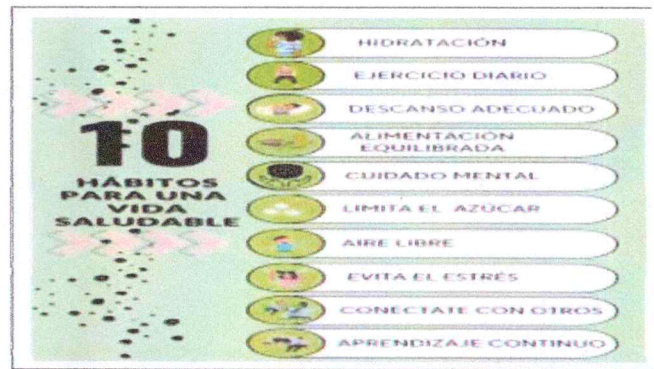 10
HÁBITOS
PARA UNA
VIDA
SALUDABLE
HIDRATACIÓN
EJERCICIO DIARIO
DESCANSO ADECUADO
ALIMENTACIÓN
EQUILIBRADA
CUIDADO MENTAL
LIMITA EL AZÚCAR
AIRE LIBRE
EVITA EL ESTRÉS
CONÉCTATE CON OTROS
APRENDIZAJE CONTINUO